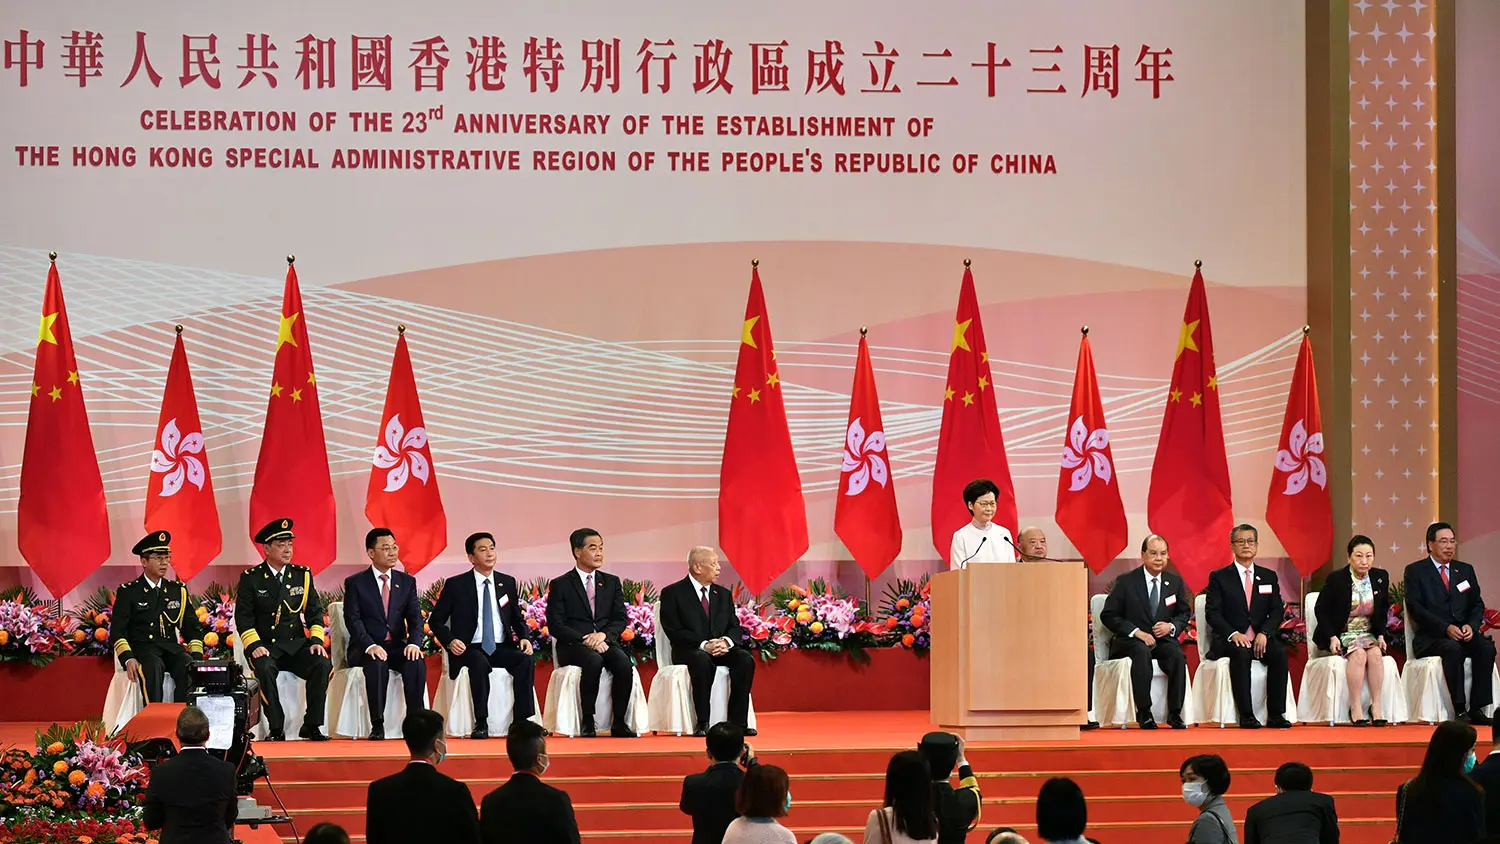 中華人民共和國香港特別行政區成立二十三周年
CELEBRATION OF THE 23rd ANNIVERSARY OF THE ESTABLISHMENT OF
THE HONG KONG SPECIAL ADMINISTRATIVE REGION OF THE PEOPLE'S REPUBLIC OF CHINA